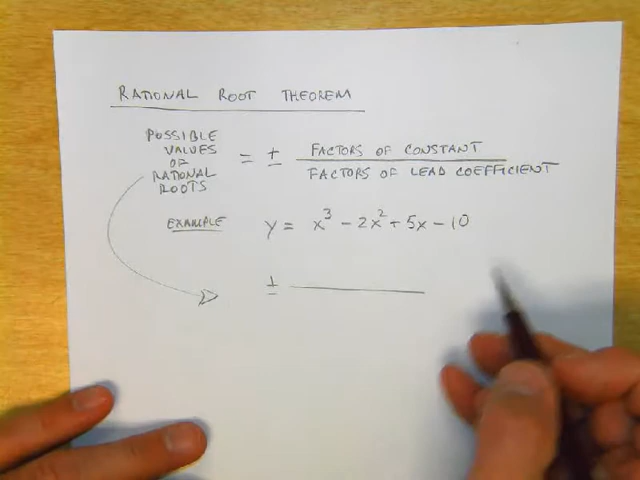 RATIONAL ROOT THEOREM
POSSIBLE
VALUES
OF
RATIONAL
ROOTS
= ± FACTORS OF CONSTANT
FACTORS OF LEAD COEFFICIENT
EXAMPLE y = x³ - 2x² + 5x - 10
±